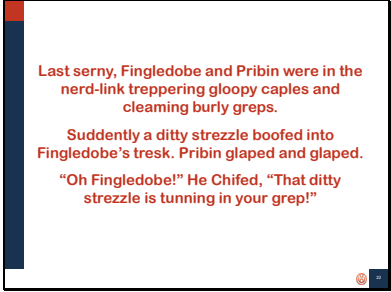 Last serny, Fingledobe and Pribin were in the
nerd-link treppering gloopy caples and
cleaming burly greps.
Suddently a ditty strezzle boofed into
Fingledobe's tresk. Pribin glaped and glaped.
“Oh Fingledobe!” He Chifed, “That ditty
strezzle is tunning in your grep!”
22